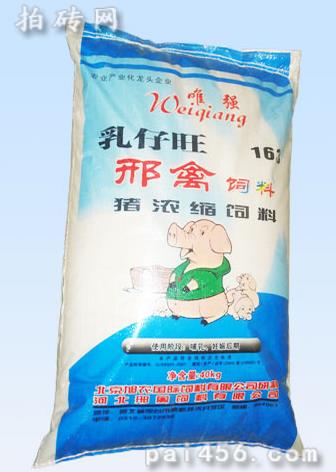 拍砖网
农业产业化龙头企业
唯强
Weiqiang
乳仔旺
162
邢禽饲料
猪浓缩饲料
使用阶段:哺乳、妊娠后期
净含量:40kg
北京旭农国际饲料有限公司研制
河北邢禽饲料有限公司
pai456.com